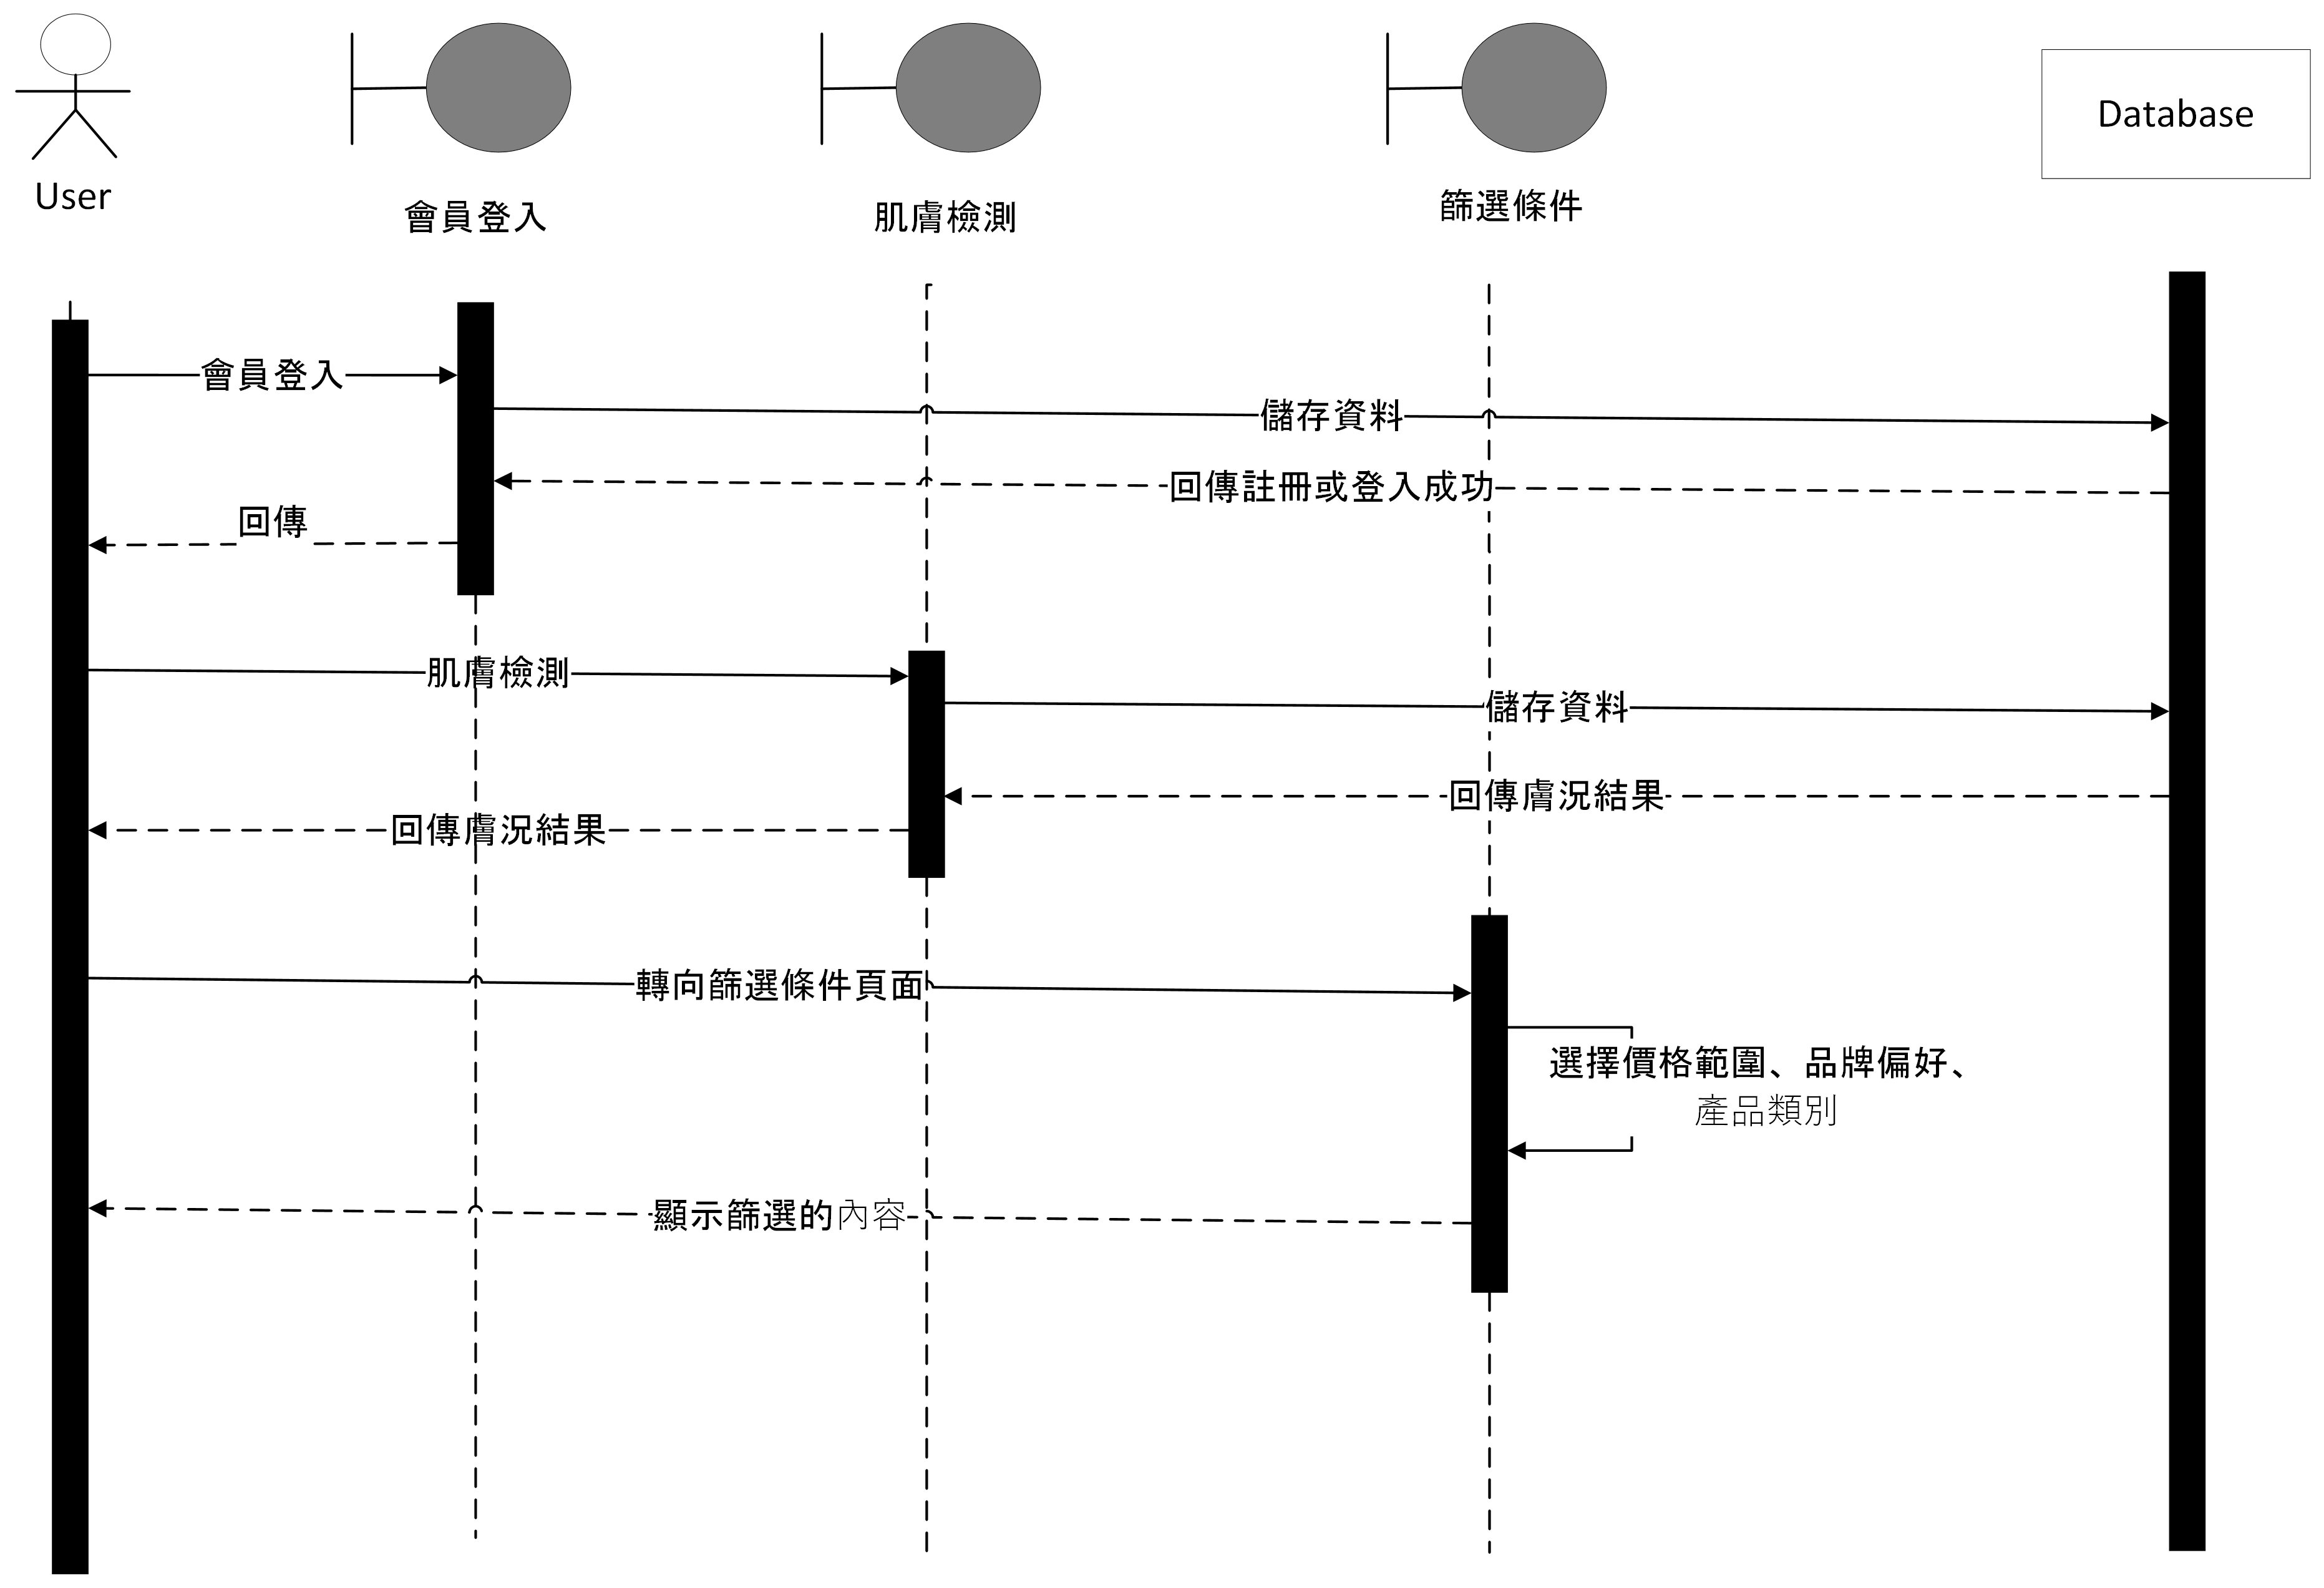 User
會員登入
肌膚檢測
篩選條件
Database
會員登入
儲存資料
回傳註冊或登入成功
回傳
肌膚檢測
儲存資料
回傳膚況結果
回傳膚況結果
轉向篩選條件頁面
選擇價格範圍、品牌偏好、
產品類別
顯示篩選的內容